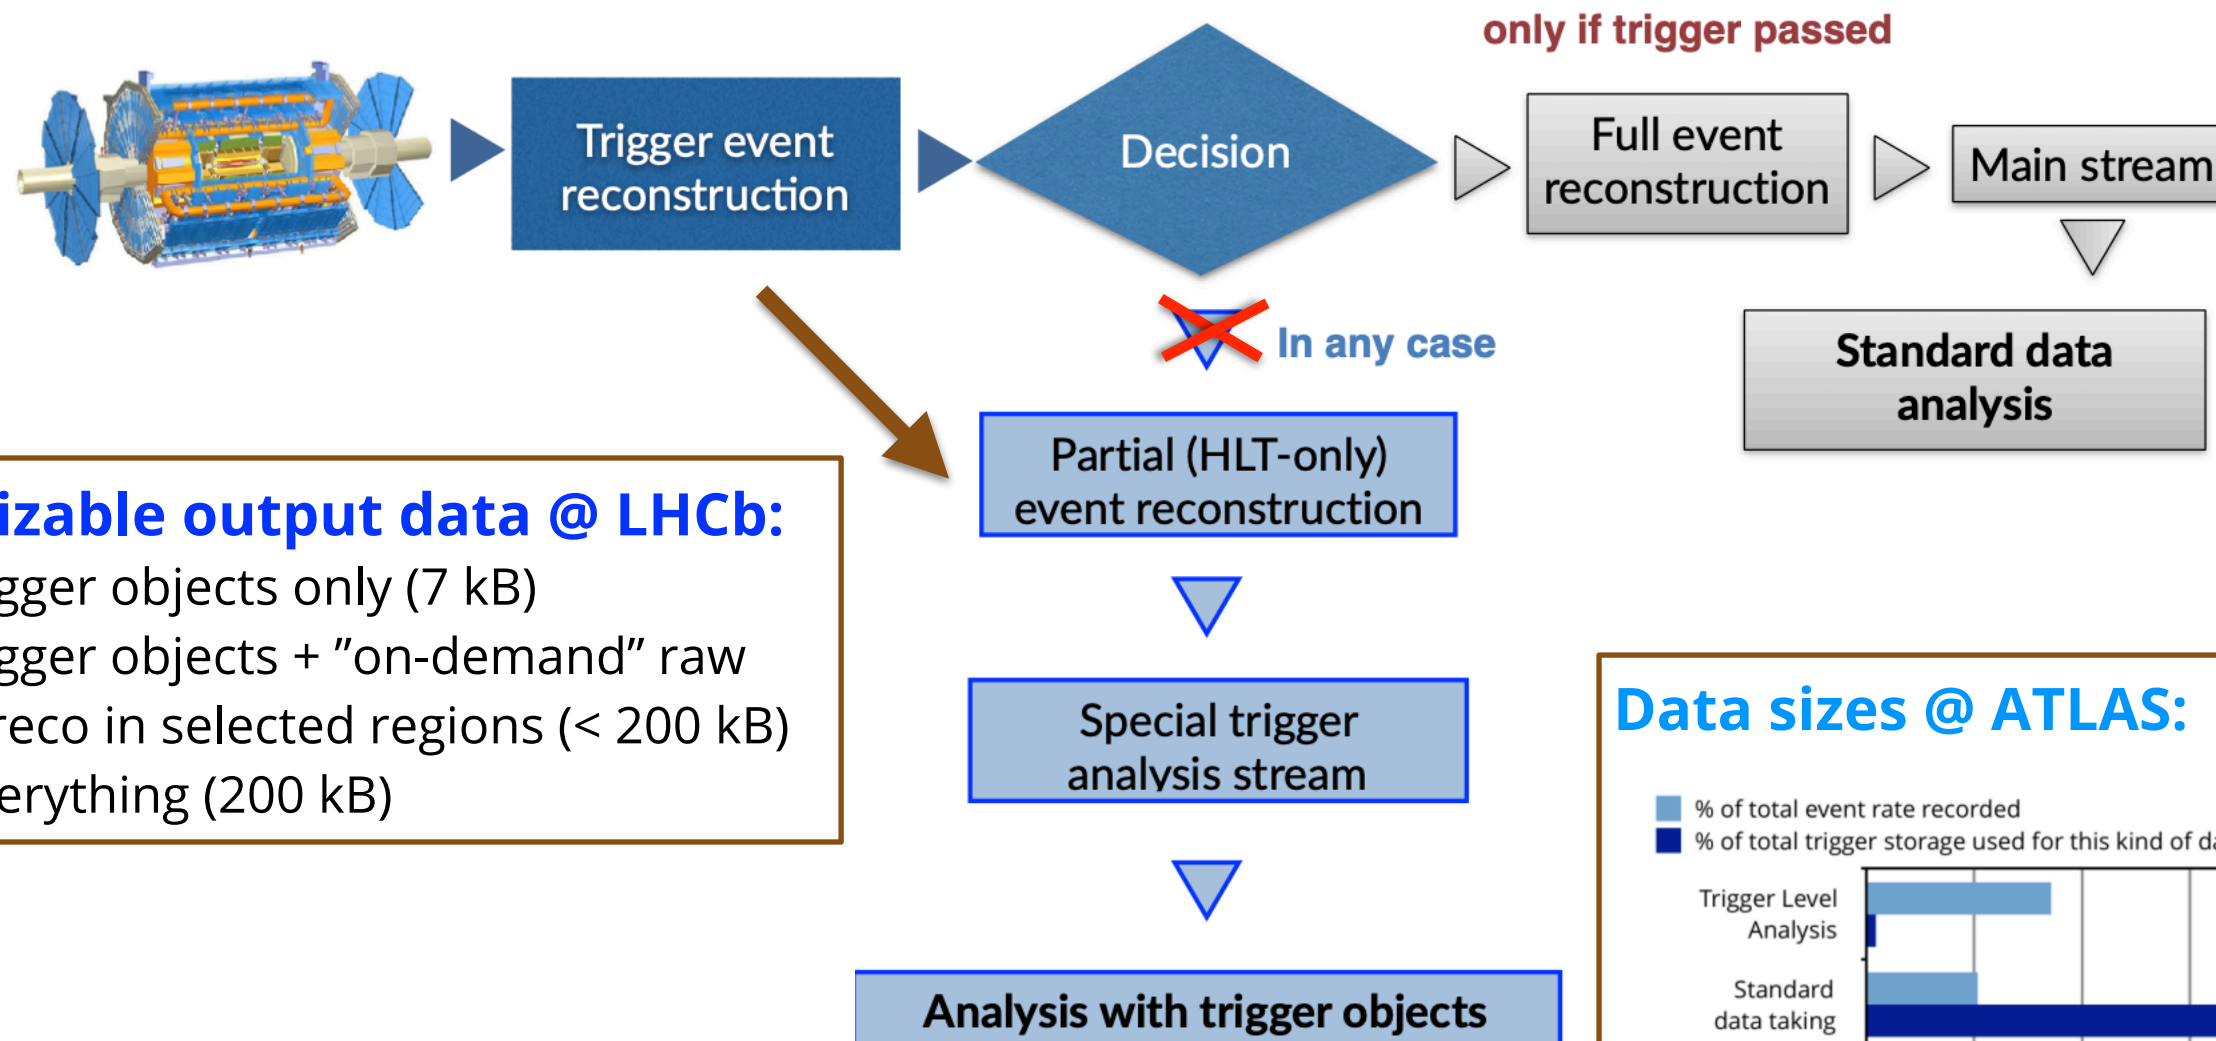 only if trigger passed
Trigger event
reconstruction
Decision
Full event
reconstruction
Main stream
In any case
Standard data
analysis
Partial (HLT-only)
event reconstruction
izable output data @ LHCb:
gger objects only (7 kB)
gger objects + ”on-demand” raw
reco in selected regions (< 200 kB)
erything (200 kB)
Special trigger
analysis stream
Analysis with trigger objects
Data sizes @ ATLAS:
% of total event rate recorded
% of total trigger storage used for this kind of da
Trigger Level
Analysis
Standard
data taking